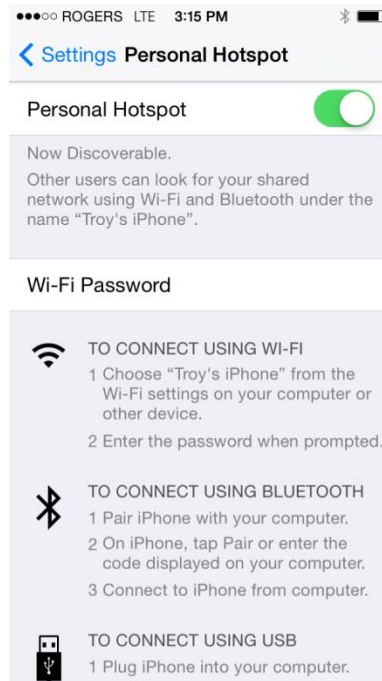 ROGERS LTE 3:15 PM
Settings Personal Hotspot
Personal Hotspot
Now Discoverable.
Other users can look for your shared
network using Wi-Fi and Bluetooth under the
name “Troy's iPhone”.
Wi-Fi Password
TO CONNECT USING WI-FI
1 Choose “Troy's iPhone” from the
Wi-Fi settings on your computer or
other device.
2 Enter the password when prompted.
TO CONNECT USING BLUETOOTH
1 Pair iPhone with your computer.
2 On iPhone, tap Pair or enter the
code displayed on your computer.
3 Connect to iPhone from computer.
TO CONNECT USING USB
1 Plug iPhone into your computer.